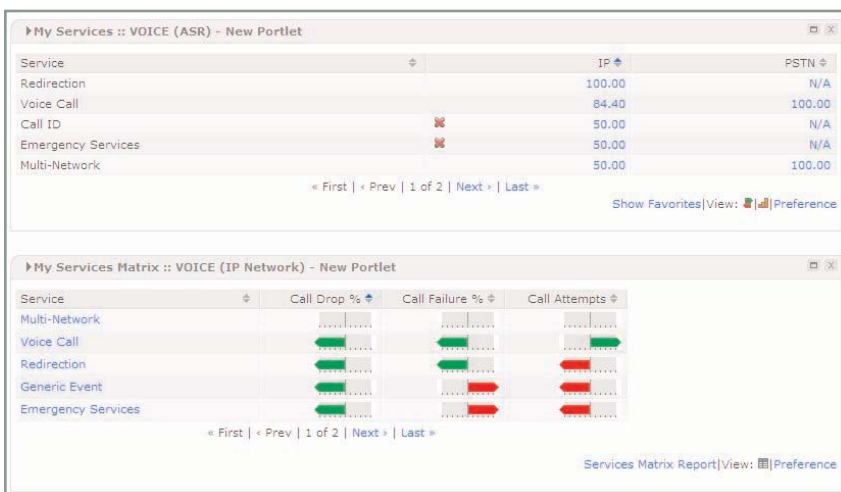 My Services :: VOICE (ASR) - New Portlet
Service IP PSTN
Redirection 100.00 N/A
Voice Call 84.40 100.00
Call ID 50.00 N/A
Emergency Services 50.00 N/A
Multi-Network 50.00 100.00
« First | ‹ Prev | 1 of 2 | Next › | Last »
Show Favorites|View: | |Preference
My Services Matrix :: VOICE (IP Network) - New Portlet
Service Call Drop % Call Failure % Call Attempts
Multi-Network
Voice Call
Redirection
Generic Event
Emergency Services
« First | ‹ Prev | 1 of 2 | Next › | Last »
Services Matrix Report|View: |Preference